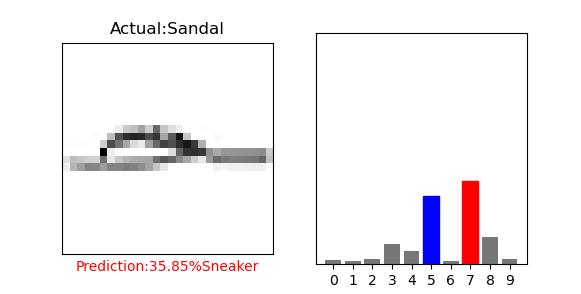 Actual:Sandal
Prediction:35.85%Sneaker
0 1 2 3 4 5 6 7 8 9